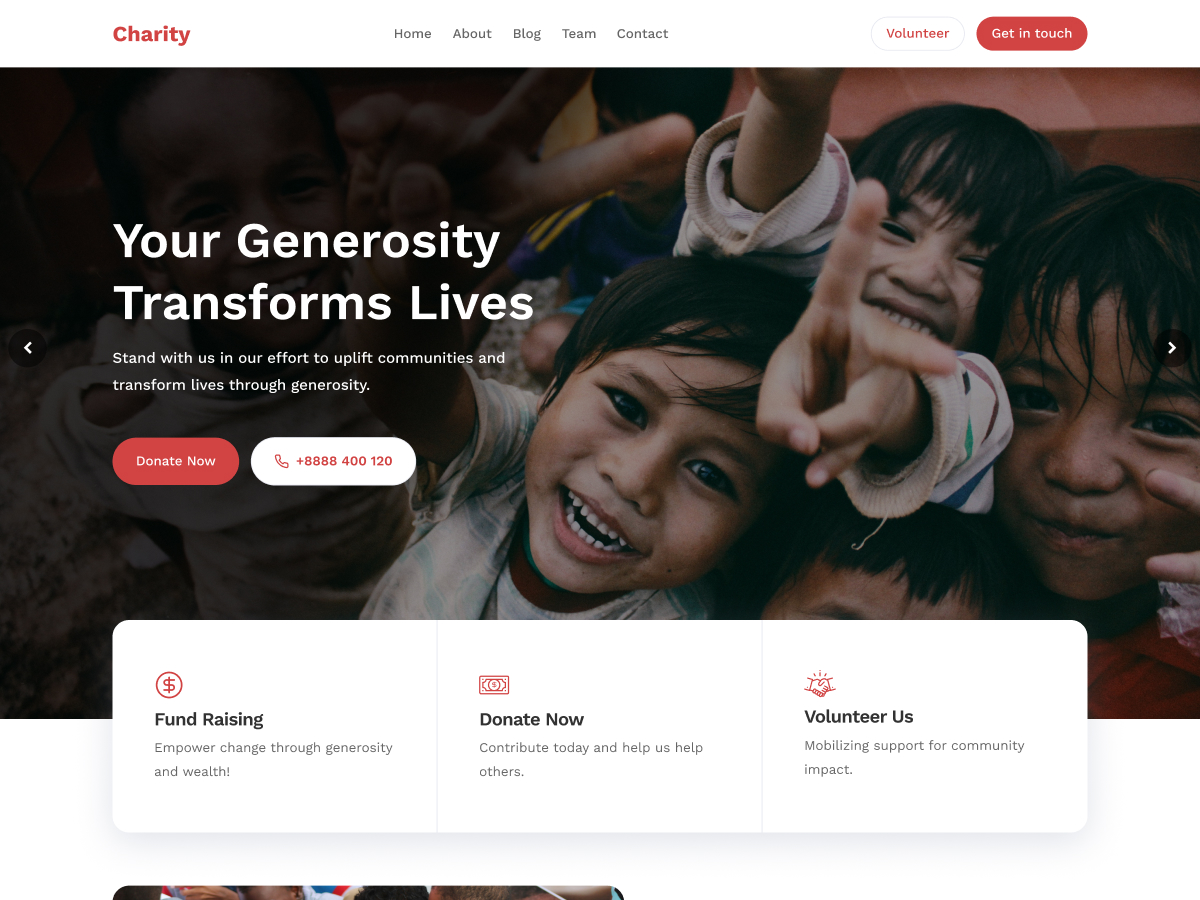 Charity
Home About Blog Team Contact
Volunteer
Get in touch
Your Generosity
Transforms Lives
Stand with us in our effort to uplift communities and
transform lives through generosity.
Donate Now
+8888 400 120
Fund Raising
Empower change through generosity
and wealth!
Donate Now
Contribute today and help us help
others.
Volunteer Us
Mobilizing support for community
impact.